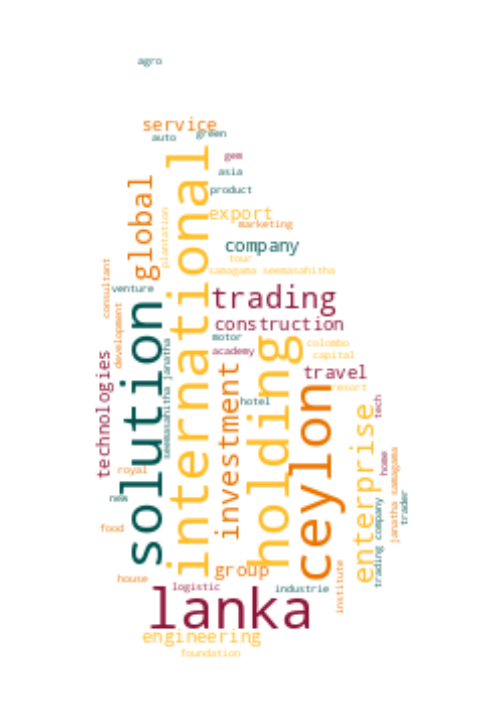 agro
service
auto
green
gem
asia
product
global
plantation
international
export
marketing
company
tour
samagama seemasahitha
consultant
venture
development
solution
trading
construction
motor
academy
seemasahitha janatha
holding
colombo
capital
travel
resort
technologies
investment
hotel
ceylon
enterprise
tech
home
janatha samagama
trader
trading company
royal
new
food
house
group
logistic
industrie
institute
lanka
engineering
foundation